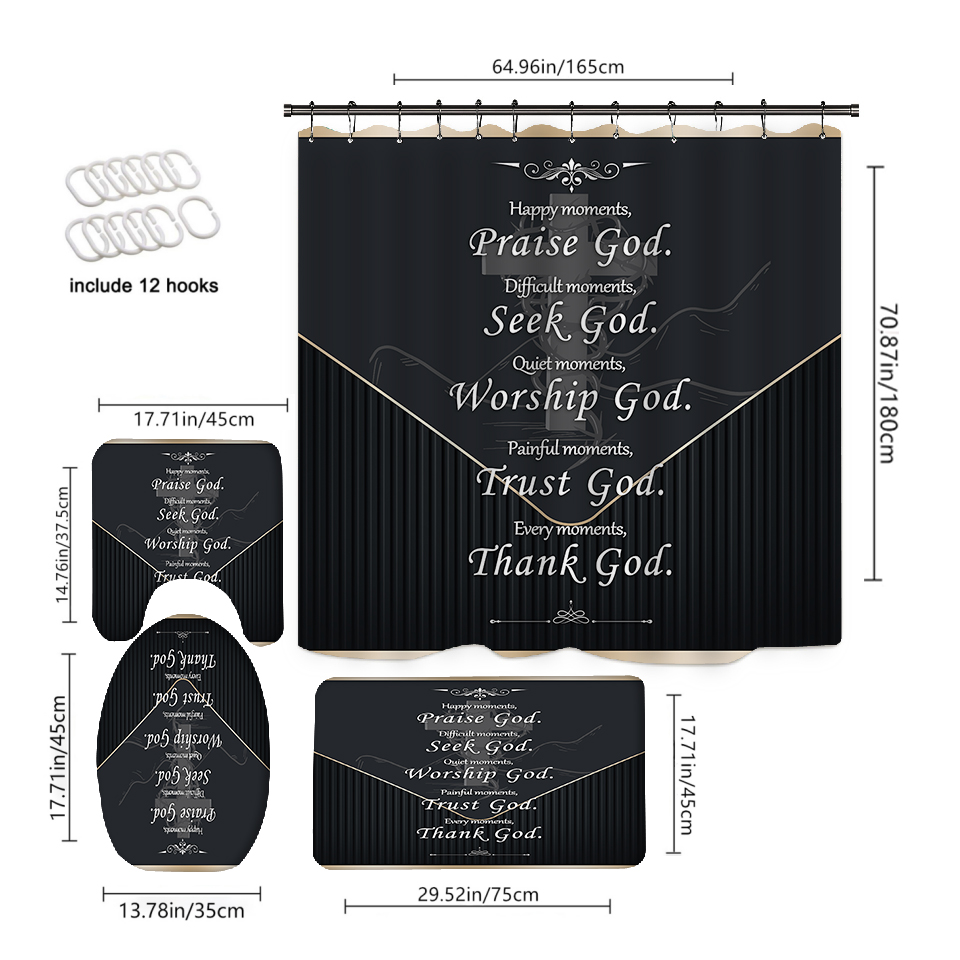 64.96in/165cm
include 12 hooks
Happy moments,
Praise God.
Difficult moments,
Seek God.
Quiet moments,
Worship God.
Painful moments,
Trust God.
Every moments,
Thank God.
70.87in/180cm
17.71in/45cm
14.76in/37.5cm
Happy moments,
Praise God.
Difficult moments,
Seek God.
Quiet moments,
Worship God.
Painful moments,
Trust God.
17.71in/45cm
Thank God.
Every moments,
Trust God.
Painful moments,
Worship God.
Quiet moments,
Seek God.
Difficult moments,
Praise God.
Happy moments,
13.78in/35cm
Happy moments,
Praise God.
Difficult moments,
Seek God.
Quiet moments,
Worship God.
Painful moments,
Trust God.
Every moments,
Thank God.
17.71in/45cm
29.52in/75cm